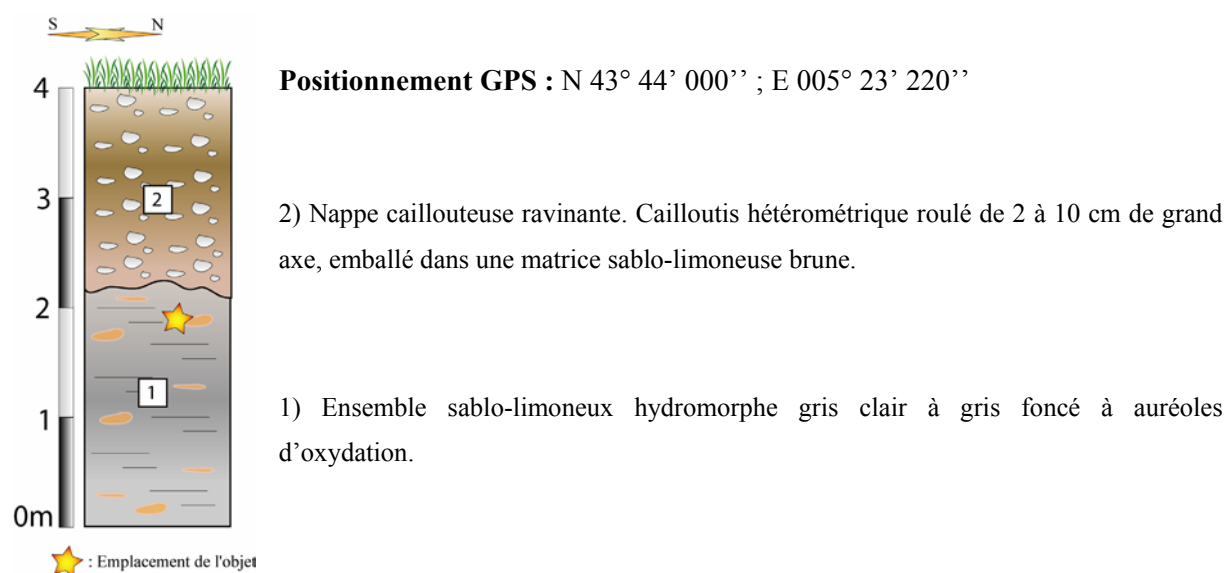 S N
Positionnement GPS : N 43° 44’ 000’’ ; E 005° 23’ 220’’
4
3
2
2) Nappe caillouteuse ravinante. Cailloutis hétérométrique roulé de 2 à 10 cm de grand
axe, emballé dans une matrice sablo-limoneuse brune.
2
1
1
1) Ensemble sablo-limoneux hydromorphe gris clair à gris foncé à auréoles
d’oxydation.
0m
: Emplacement de l'objet